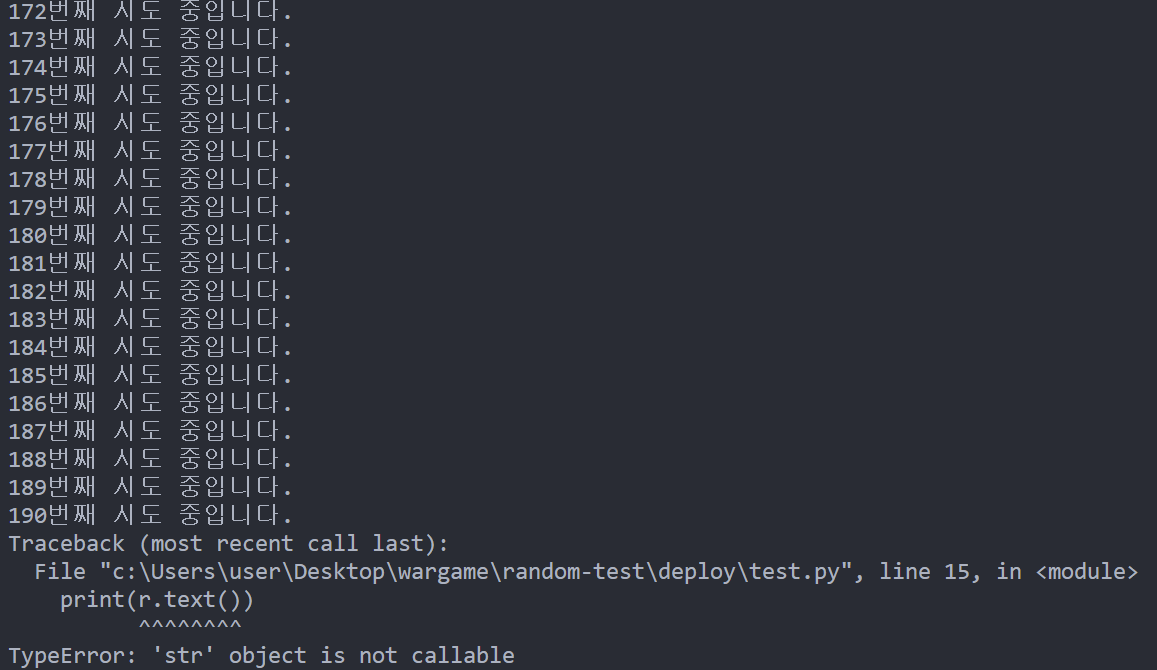 172번째 시도 중입니다.
173번째 시도 중입니다.
174번째 시도 중입니다.
175번째 시도 중입니다.
176번째 시도 중입니다.
177번째 시도 중입니다.
178번째 시도 중입니다.
179번째 시도 중입니다.
180번째 시도 중입니다.
181번째 시도 중입니다.
182번째 시도 중입니다.
183번째 시도 중입니다.
184번째 시도 중입니다.
185번째 시도 중입니다.
186번째 시도 중입니다.
187번째 시도 중입니다.
188번째 시도 중입니다.
189번째 시도 중입니다.
190번째 시도 중입니다.
Traceback (most recent call last):
  File "c:\Users\user\Desktop\wargame\random-test\deploy\test.py", line 15, in <module>
    print(r.text())
          ^^^^^^^^
TypeError: 'str' object is not callable